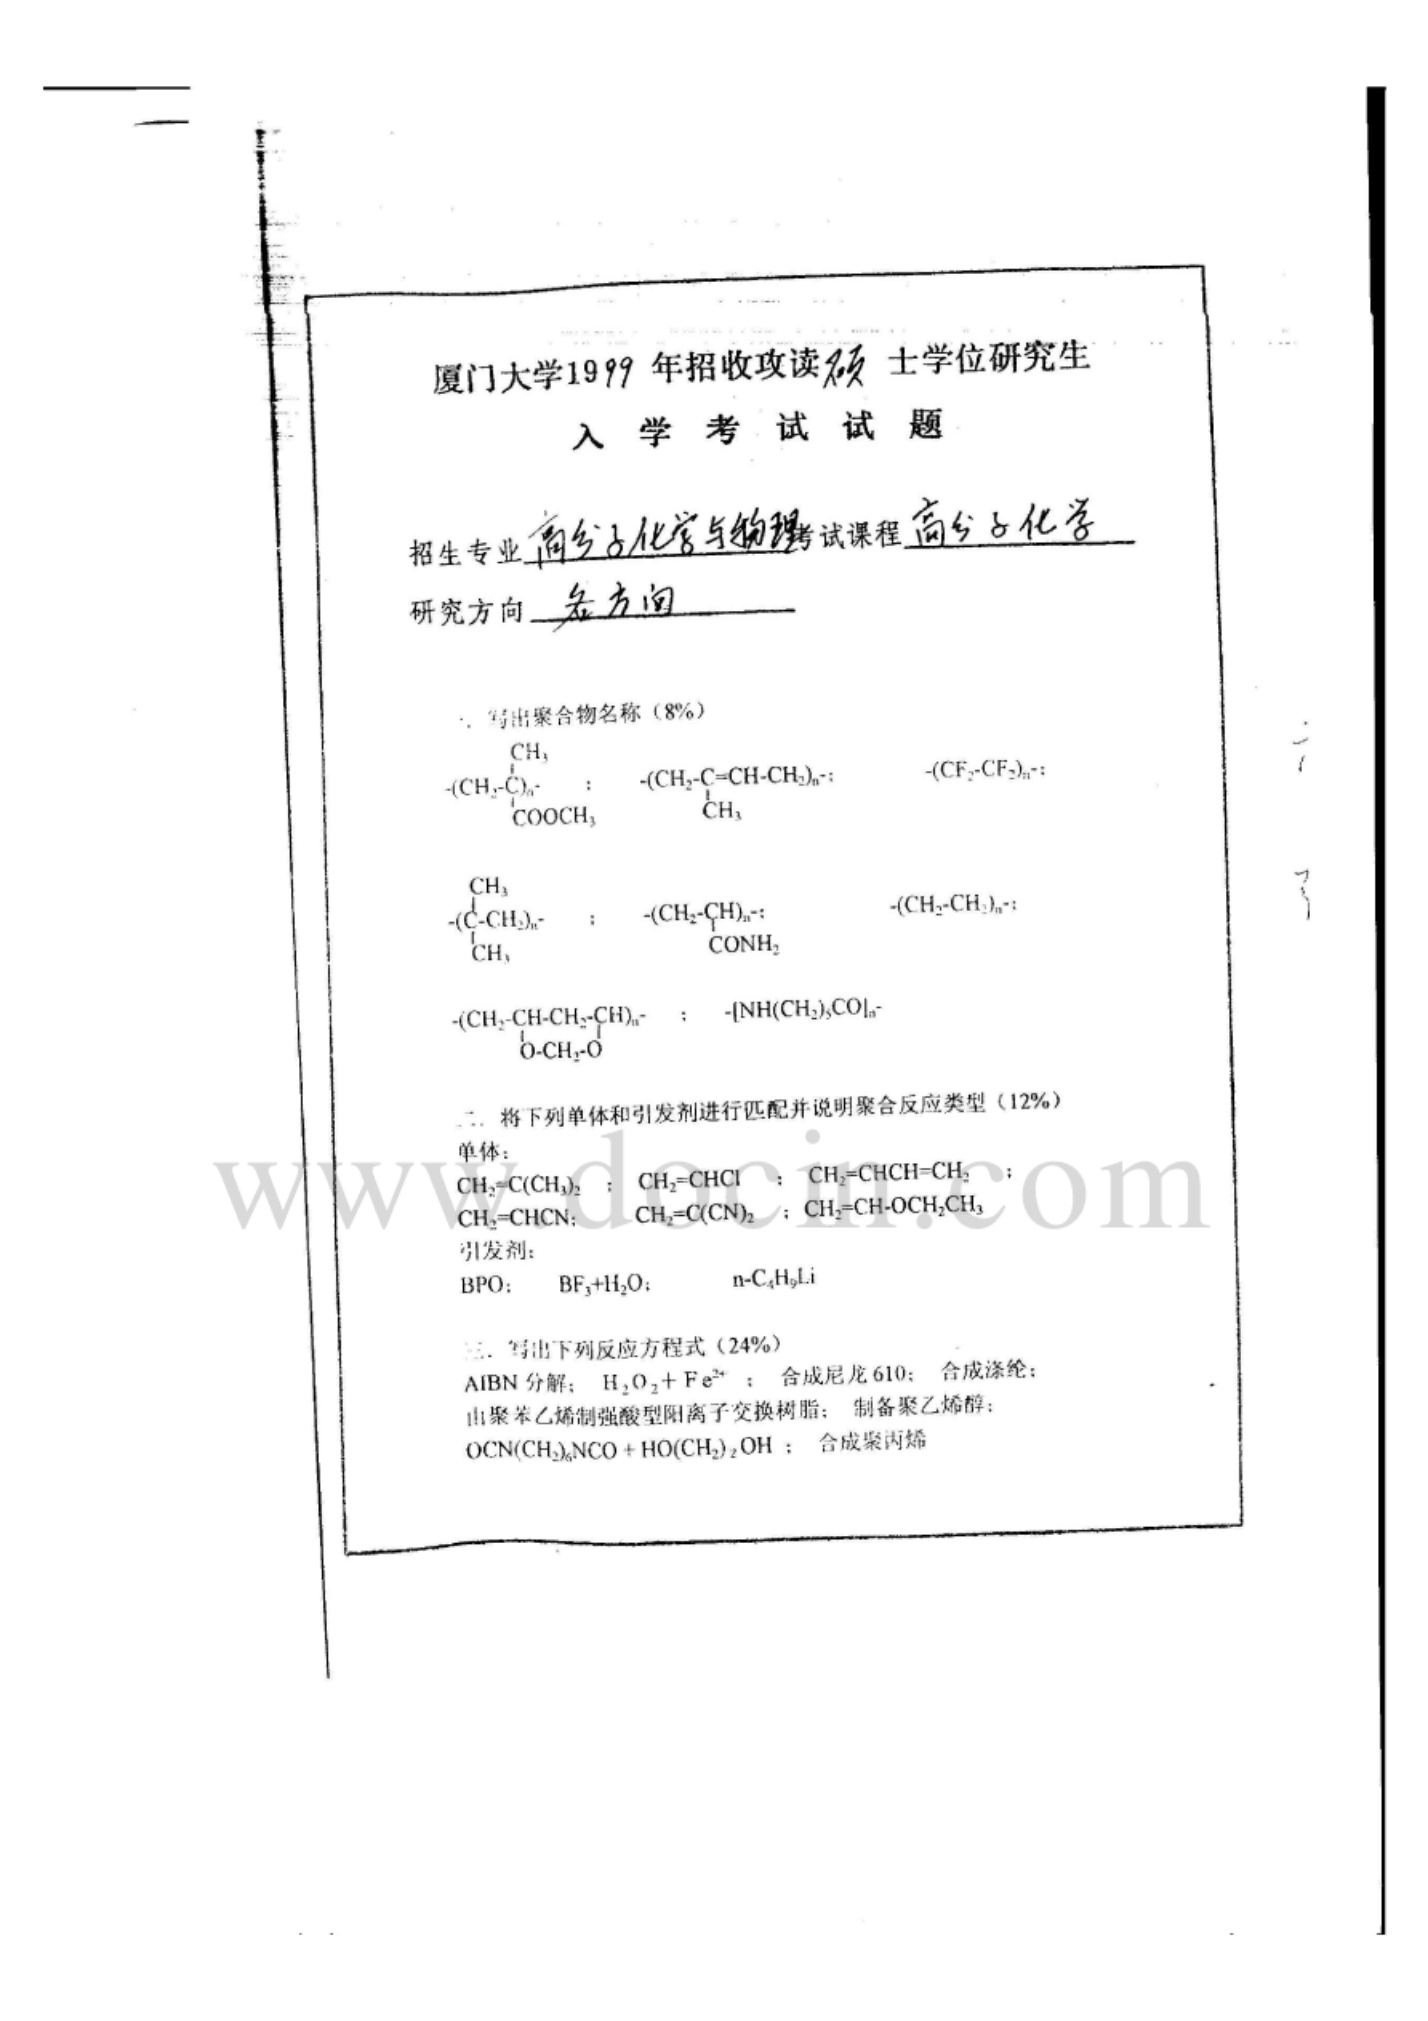 厦门大学1999 年招收攻读硕 士学位研究生
入 学 考 试 试 题
招生专业 高分子化学与物理 考试课程 高分子化学
研究方向 各方向
一. 写出聚合物名称（8%）
CH₃
-(CH₂-C)ₙ- ; -(CH₂-C=CH-CH₂)ₙ-; -(CF₂-CF₂)ₙ-;
COOCH₃ CH₃
CH₃
-(C-CH₂)ₙ- ; -(CH₂-CH)ₙ-; -(CH₂-CH₂)ₙ-;
CH₃ CONH₂
-(CH₂-CH-CH₂-CH)ₙ- ; -[NH(CH₂)₅CO]ₙ-
O-CH₂-O
二. 将下列单体和引发剂进行匹配并说明聚合反应类型（12%）
单体:
CH₂=C(CH₃)₂ ; CH₂=CHCl ; CH₂=CHCH=CH₂ ;
CH₂=CHCN; CH₂=C(CN)₂ ; CH₂=CH-OCH₂CH₃
引发剂:
BPO; BF₃+H₂O; n-C₄H₉Li
三. 写出下列反应方程式（24%）
AIBN 分解; H₂O₂+Fe²⁺ ; 合成尼龙 610; 合成涤纶;
由聚苯乙烯制强酸型阳离子交换树脂; 制备聚乙烯醇;
OCN(CH₂)₆NCO + HO(CH₂)₂OH ; 合成聚丙烯
www.docin.com